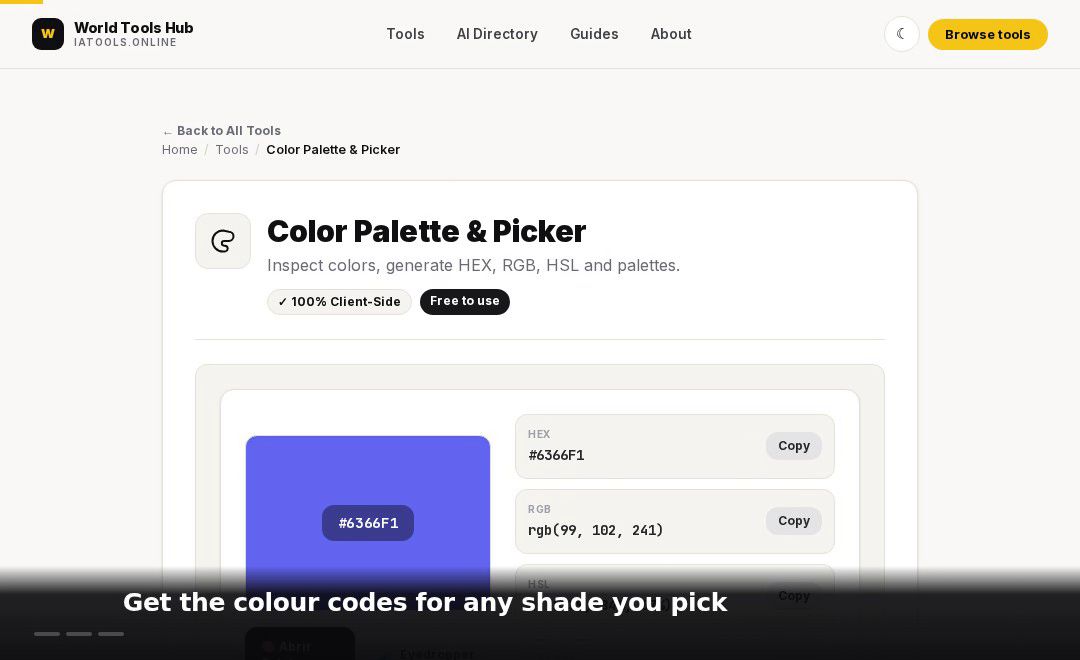 W
World Tools Hub
IATOOLS.ONLINE
Tools
AI Directory
Guides
About
Browse tools
← Back to All Tools
Home / Tools / Color Palette & Picker
Color Palette & Picker
Inspect colors, generate HEX, RGB, HSL and palettes.
✓ 100% Client-Side
Free to use
#6366F1
HEX
#6366F1
Copy
RGB
rgb(99, 102, 241)
Copy
HSL
Copy
Get the colour codes for any shade you pick
Abrir
Eyedropper